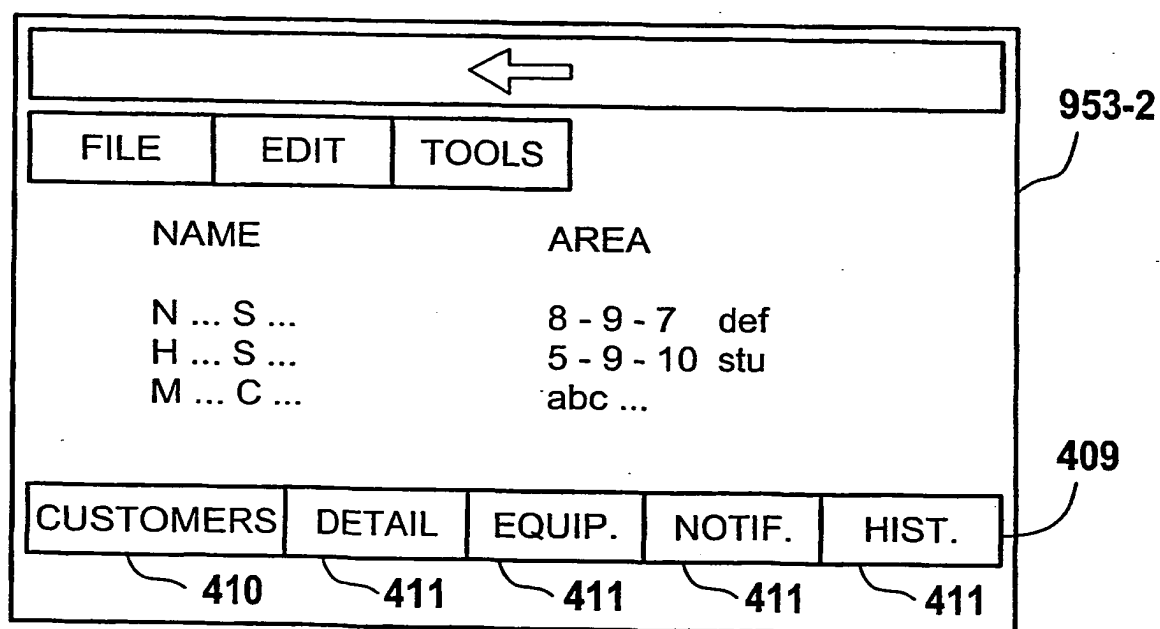 953-2
FILE EDIT TOOLS
NAME AREA
N ... S ... 8 - 9 - 7 def
H ... S ... 5 - 9 - 10 stu
M ... C ... abc ...
409
CUSTOMERS DETAIL EQUIP. NOTIF. HIST.
410 411 411 411 411